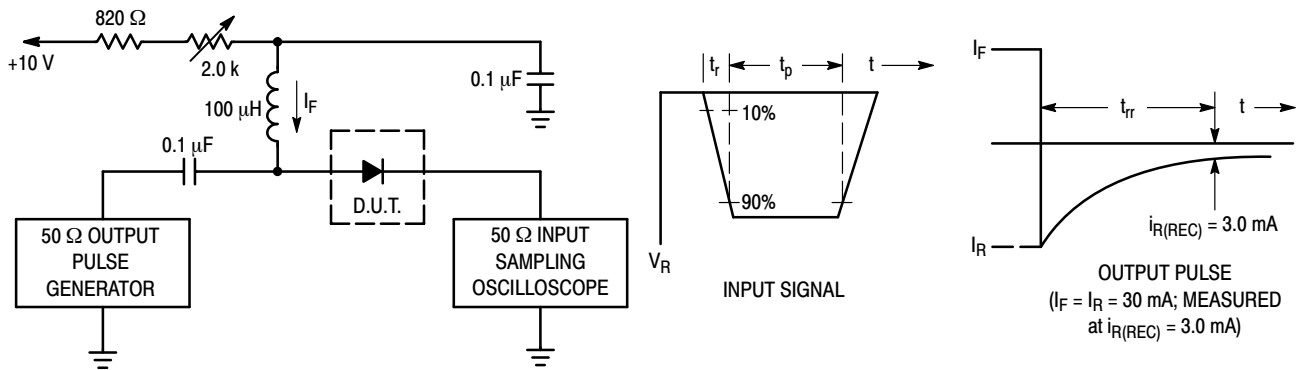 820 Ω
+10 V
2.0 k
100 μH
I_F
0.1 μF
0.1 μF
D.U.T.
50 Ω OUTPUT
PULSE
GENERATOR
50 Ω INPUT
SAMPLING
OSCILLOSCOPE
t_r
t_p
t
10%
90%
V_R
INPUT SIGNAL
I_F
t_rr
t
I_R
i_R(REC) = 3.0 mA
OUTPUT PULSE
(I_F = I_R = 30 mA; MEASURED
at i_R(REC) = 3.0 mA)